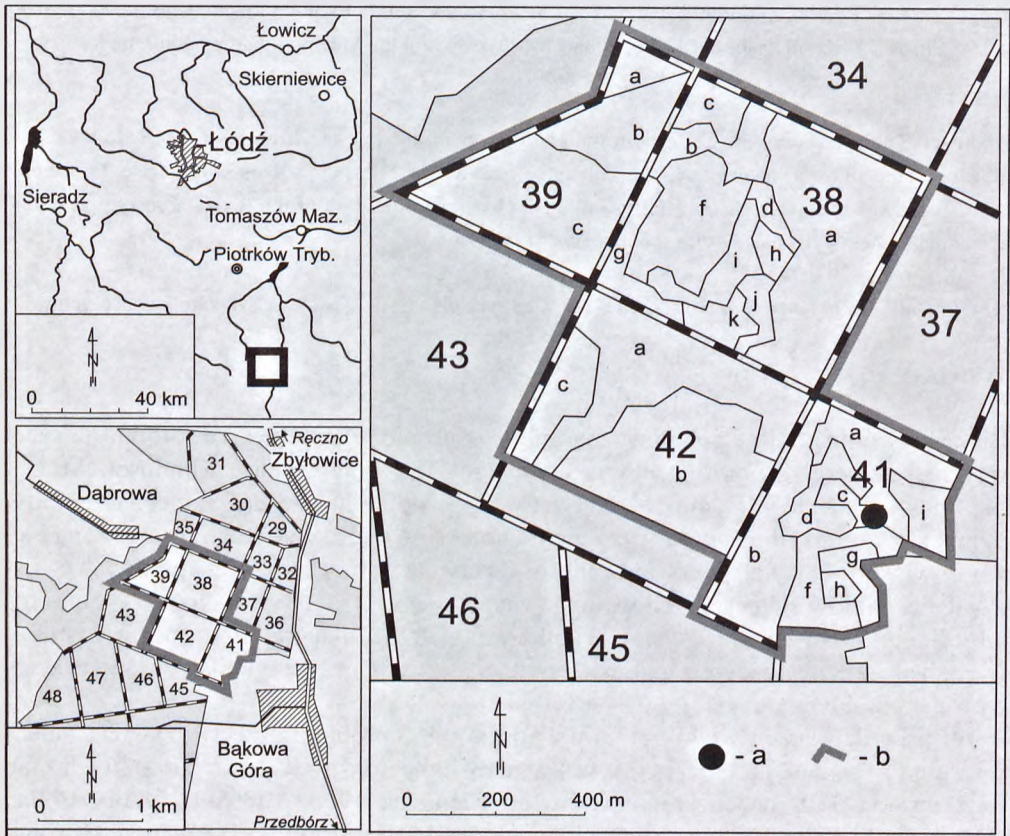 Łowicz
Skierniewice
Łódź
Sieradz
Tomaszów Maz.
Piotrków Tryb.
N
0 40 km
Ręczno
Zbyłowice
31
Dąbrowa
30
29
35
34
33
32
39
38
37
36
43
42
41
48
47
46
45
Bąkowa
Góra
N
0 1 km
Przedbórz
34
a
c
b
b
39
f
d
38
a
c
g
i
h
j
k
37
43
a
c
42
b
a
41
c
d
i
b
g
f
h
46
45
N
0 200 400 m
- a
- b